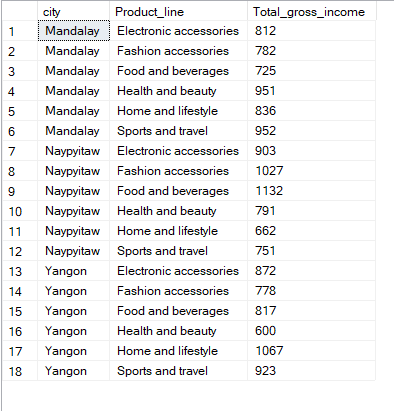 city Product_line Total_gross_income
1 Mandalay Electronic accessories 812
2 Mandalay Fashion accessories 782
3 Mandalay Food and beverages 725
4 Mandalay Health and beauty 951
5 Mandalay Home and lifestyle 836
6 Mandalay Sports and travel 952
7 Naypyitaw Electronic accessories 903
8 Naypyitaw Fashion accessories 1027
9 Naypyitaw Food and beverages 1132
10 Naypyitaw Health and beauty 791
11 Naypyitaw Home and lifestyle 662
12 Naypyitaw Sports and travel 751
13 Yangon Electronic accessories 872
14 Yangon Fashion accessories 778
15 Yangon Food and beverages 817
16 Yangon Health and beauty 600
17 Yangon Home and lifestyle 1067
18 Yangon Sports and travel 923